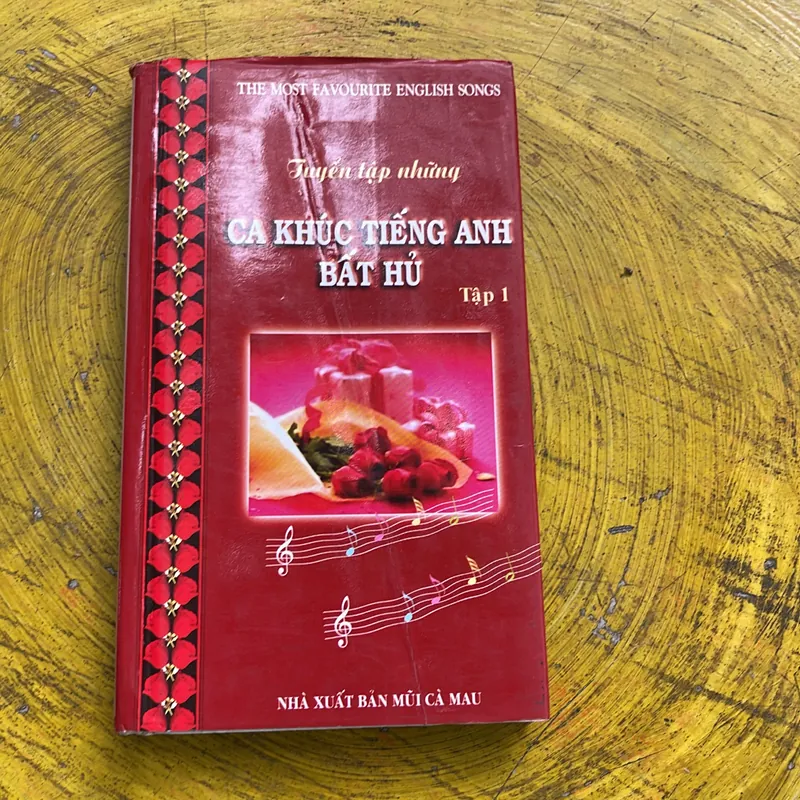 THE MOST FAVOURITE ENGLISH SONGS
Tuyển tập những
CA KHÚC TIẾNG ANH
BẤT HỦ
Tập 1
NHÀ XUẤT BẢN MŨI CÀ MAU